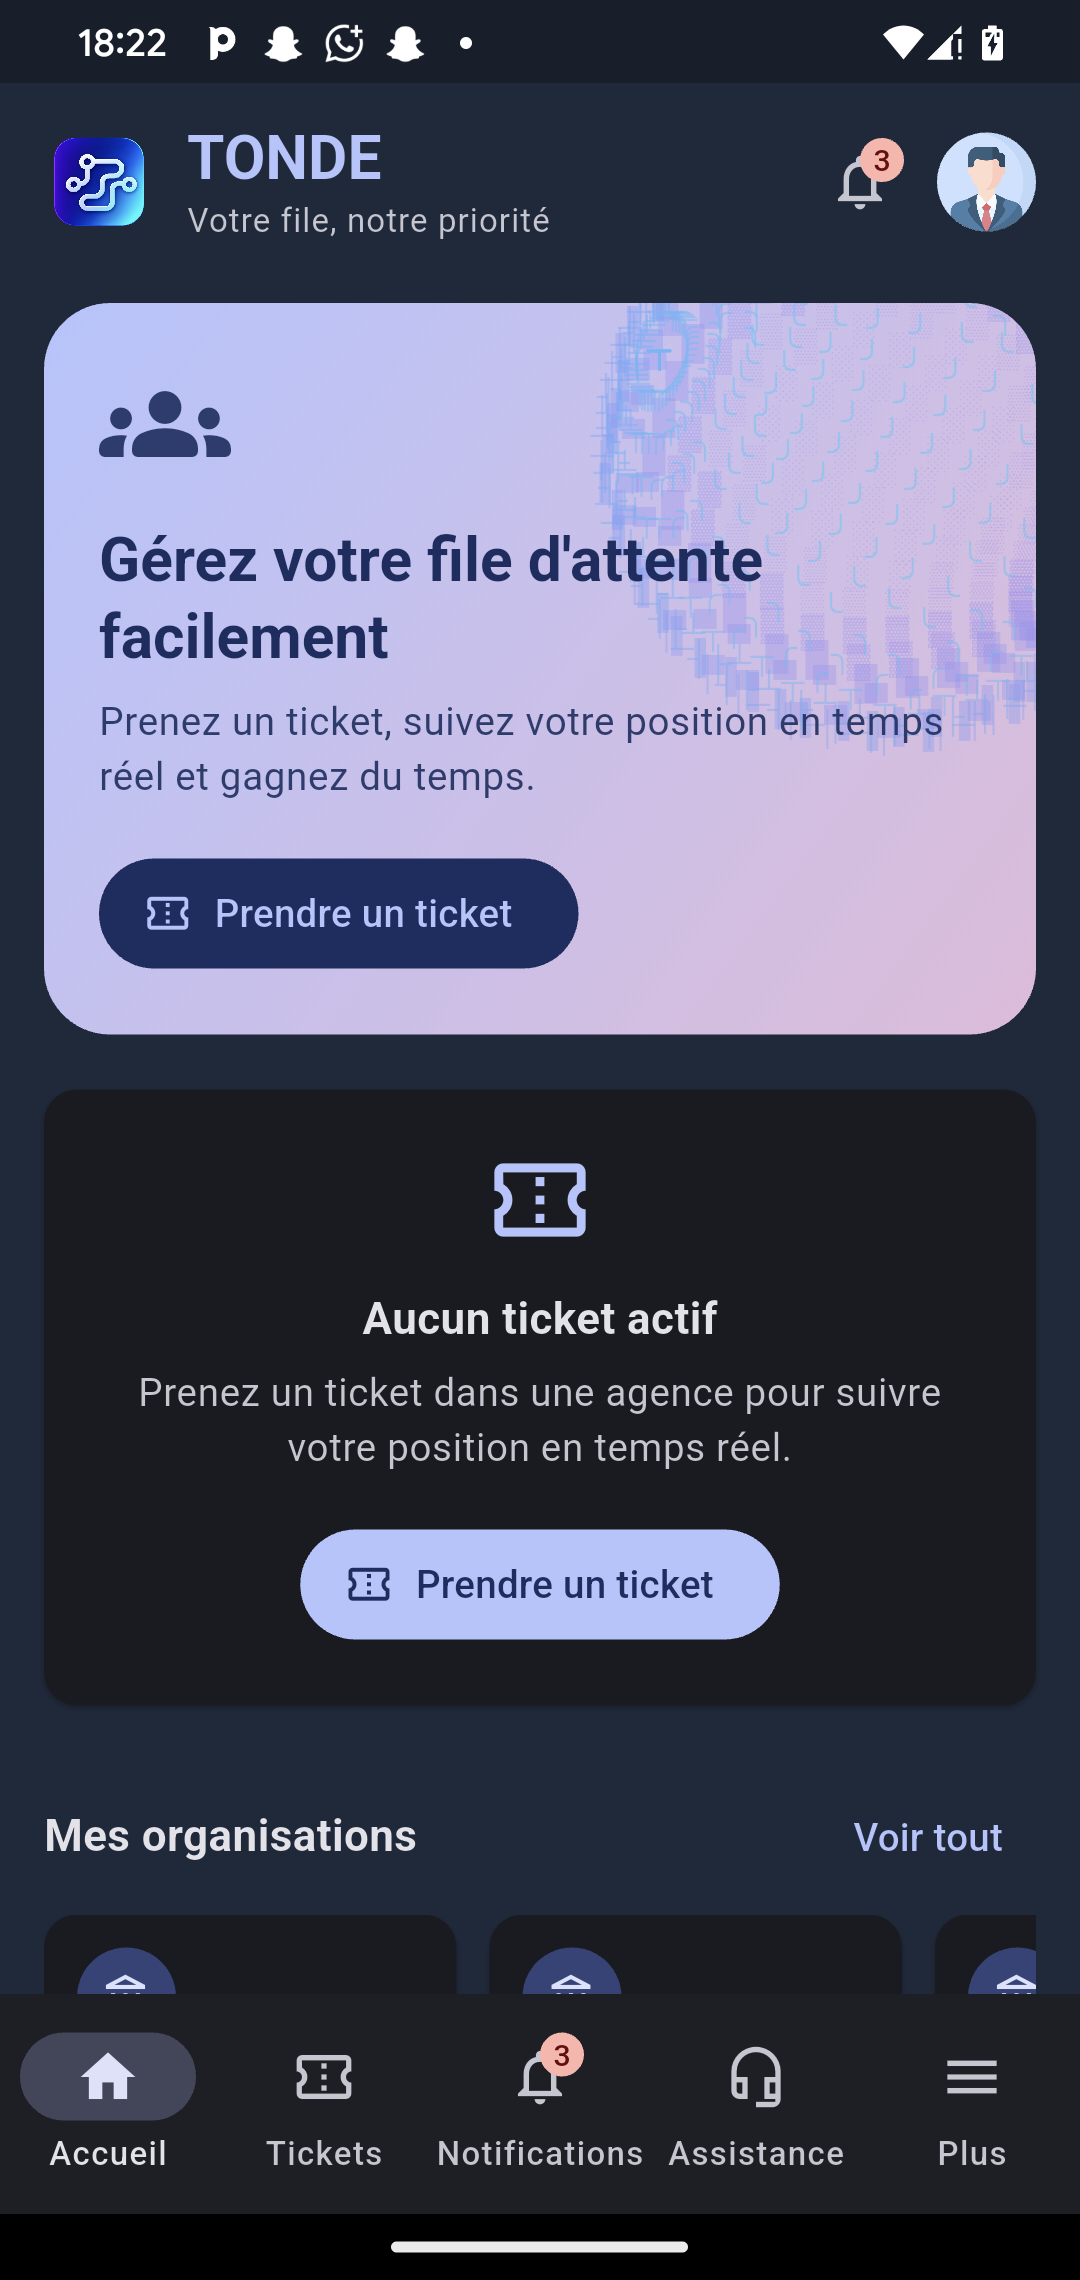 18:22
TONDE
3
Votre file, notre priorité
Gérez votre file d'attente
facilement
Prenez un ticket, suivez votre position en temps
réel et gagnez du temps.
Prendre un ticket
Aucun ticket actif
Prenez un ticket dans une agence pour suivre
votre position en temps réel.
Prendre un ticket
Mes organisations
Voir tout
3
Accueil
Tickets
Notifications
Assistance
Plus